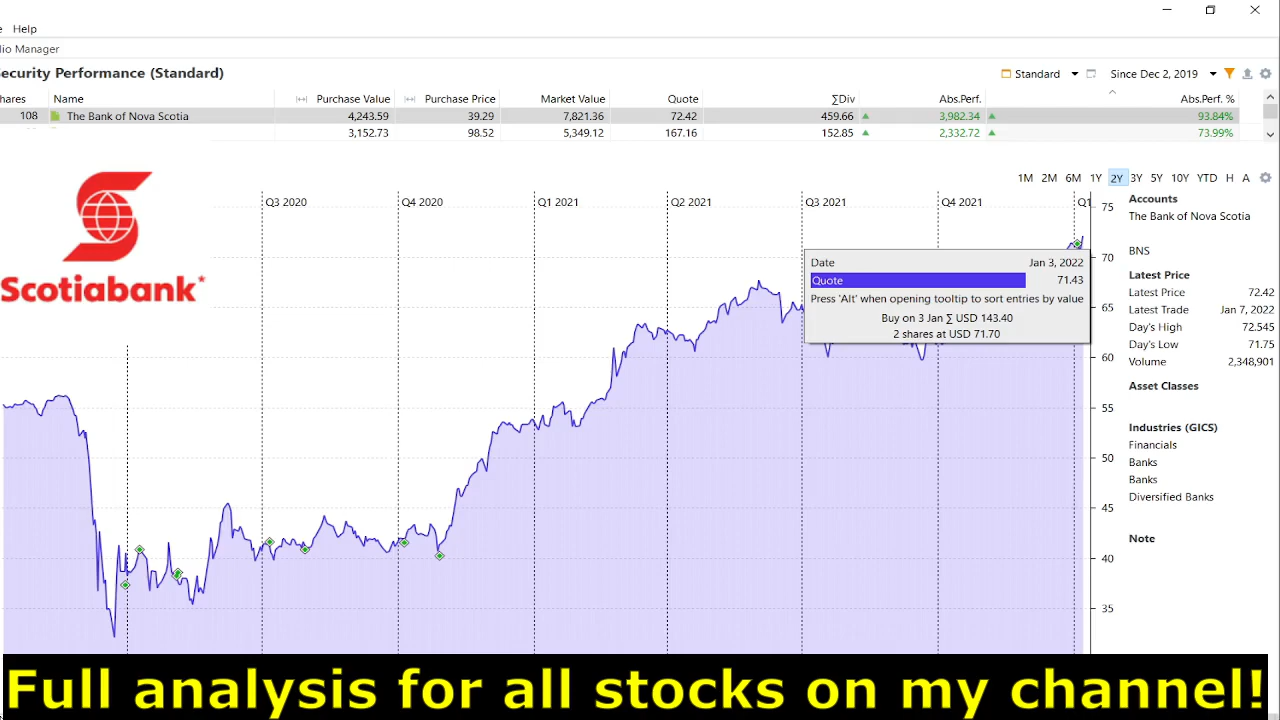 Help
lio Manager
ecurity Performance (Standard)
Standard Since Dec 2, 2019
hares Name Purchase Value Purchase Price Market Value Quote ∑Div Abs.Perf. Abs.Perf. %
108 The Bank of Nova Scotia 4,243.59 39.29 7,821.36 72.42 459.66 3,982.34 93.84%
3,152.73 98.52 5,349.12 167.16 152.85 2,332.72 73.99%
1M 2M 6M 1Y 2Y 3Y 5Y 10Y YTD H A
Q3 2020 Q4 2020 Q1 2021 Q2 2021 Q3 2021 Q4 2021 Q1
75
70
65
60
55
50
45
40
35
Scotiabank*
Date Jan 3, 2022
Quote 71.43
Press 'Alt' when opening tooltip to sort entries by value
Buy on 3 Jan ∑ USD 143.40
2 shares at USD 71.70
Accounts
The Bank of Nova Scotia
BNS
Latest Price
Latest Price 72.42
Latest Trade Jan 7, 2022
Day's High 72.545
Day's Low 71.75
Volume 2,348,901
Asset Classes
Industries (GICS)
Financials
Banks
Banks
Diversified Banks
Note
Full analysis for all stocks on my channel!